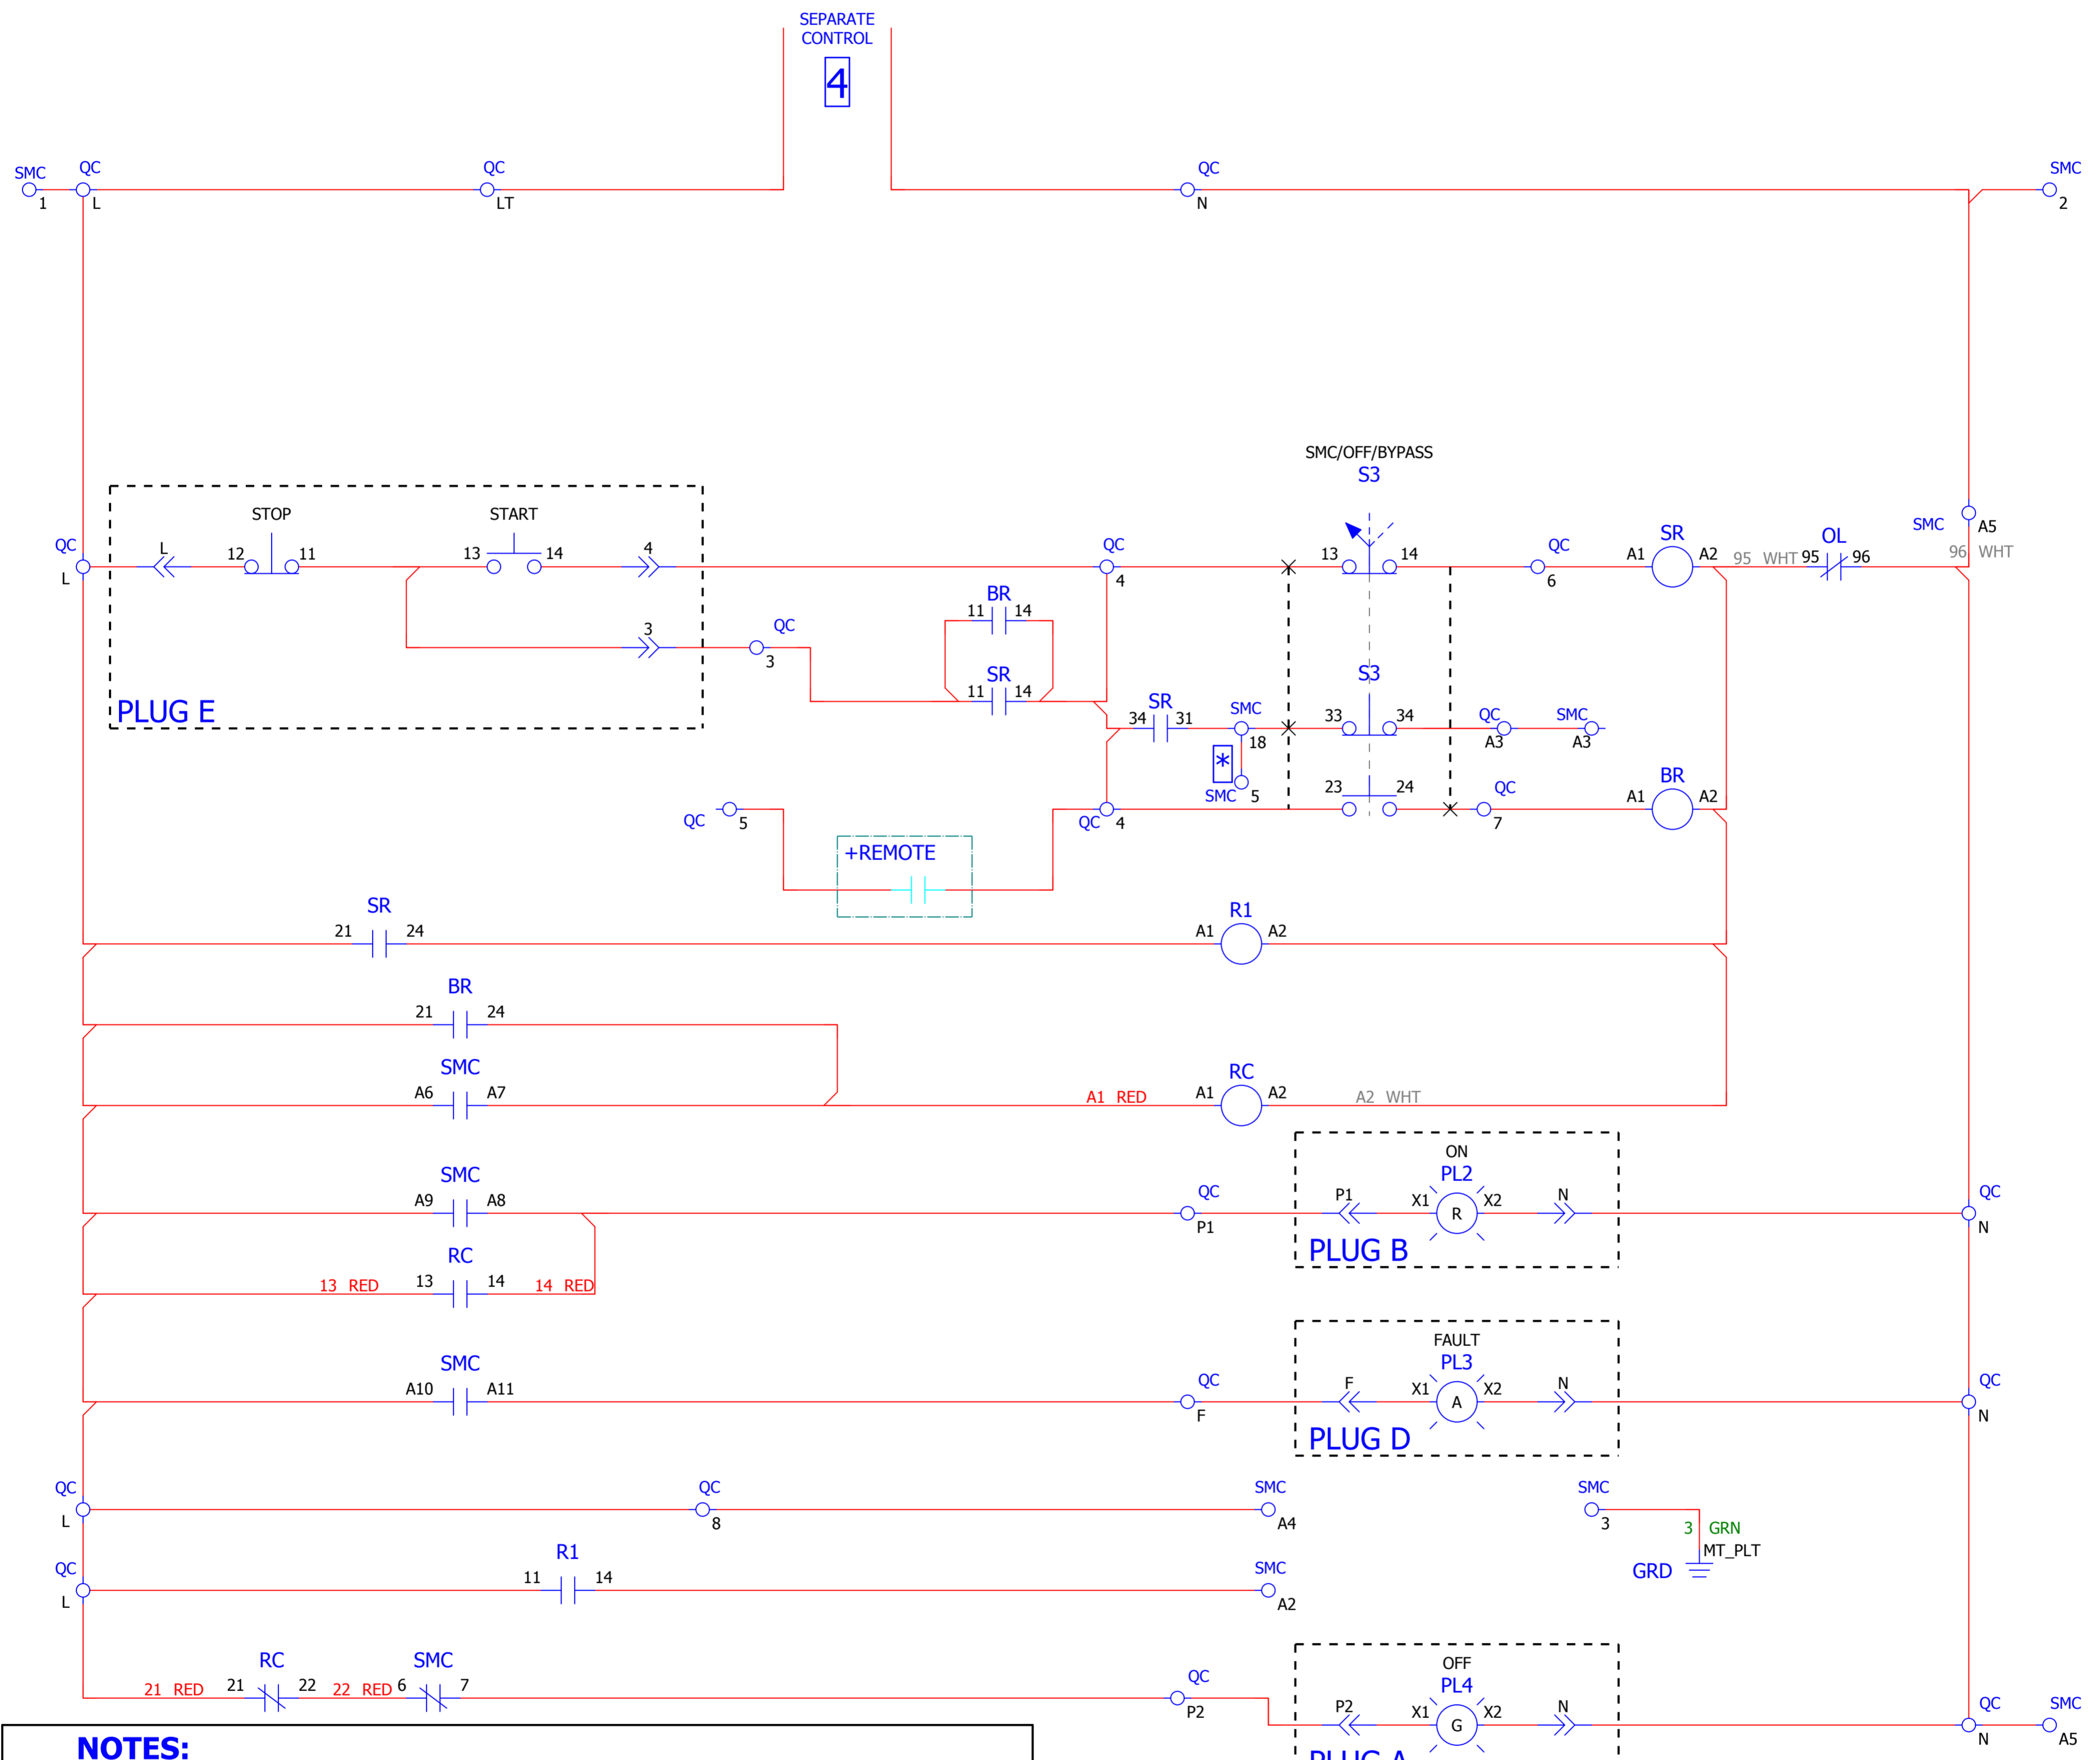 SEPARATE
CONTROL
4
SMC
1
QC
L
QC
LT
QC
N
SMC
2
SMC/OFF/BYPASS
S3
QC
L
L
STOP
12
11
START
13
14
4
3
PLUG E
QC
3
BR
11
14
SR
11
14
QC
4
13
14
QC
6
SR
A1
A2
95 WHT
95
OL
96
96 WHT
SMC
A5
SR
34
31
SMC
18
*
SMC
5
S3
33
34
QC
A3
SMC
A3
23
24
QC
7
BR
A1
A2
QC
5
QC
4
+REMOTE
SR
21
24
R1
A1
A2
BR
21
24
SMC
A6
A7
A1 RED
RC
A1
A2
A2 WHT
SMC
A9
A8
QC
P1
ON
PL2
P1
X1
R
X2
N
PLUG B
QC
N
RC
13 RED
13
14
14 RED
SMC
A10
A11
QC
F
FAULT
PL3
F
X1
A
X2
N
PLUG D
QC
N
QC
L
QC
8
SMC
A4
SMC
3
3 GRN
MT_PLT
GRD
QC
L
R1
11
14
SMC
A2
RC
21 RED
21
22
22 RED
SMC
6
7
QC
P2
OFF
PL4
P2
X1
G
X2
N
PLUG A
QC
N
SMC
A5
NOTES: